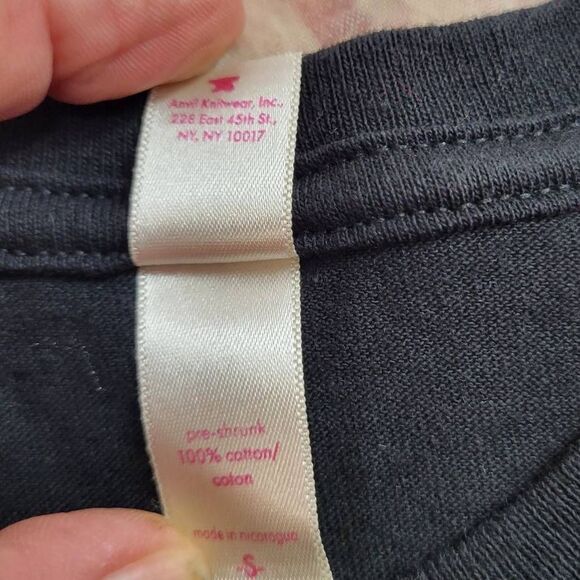 Anvil Knitwear, Inc.,
228 East 45th St.,
NY, NY 10017
pre-shrunk
100% cotton/
coton
made in nicaragua
-S-